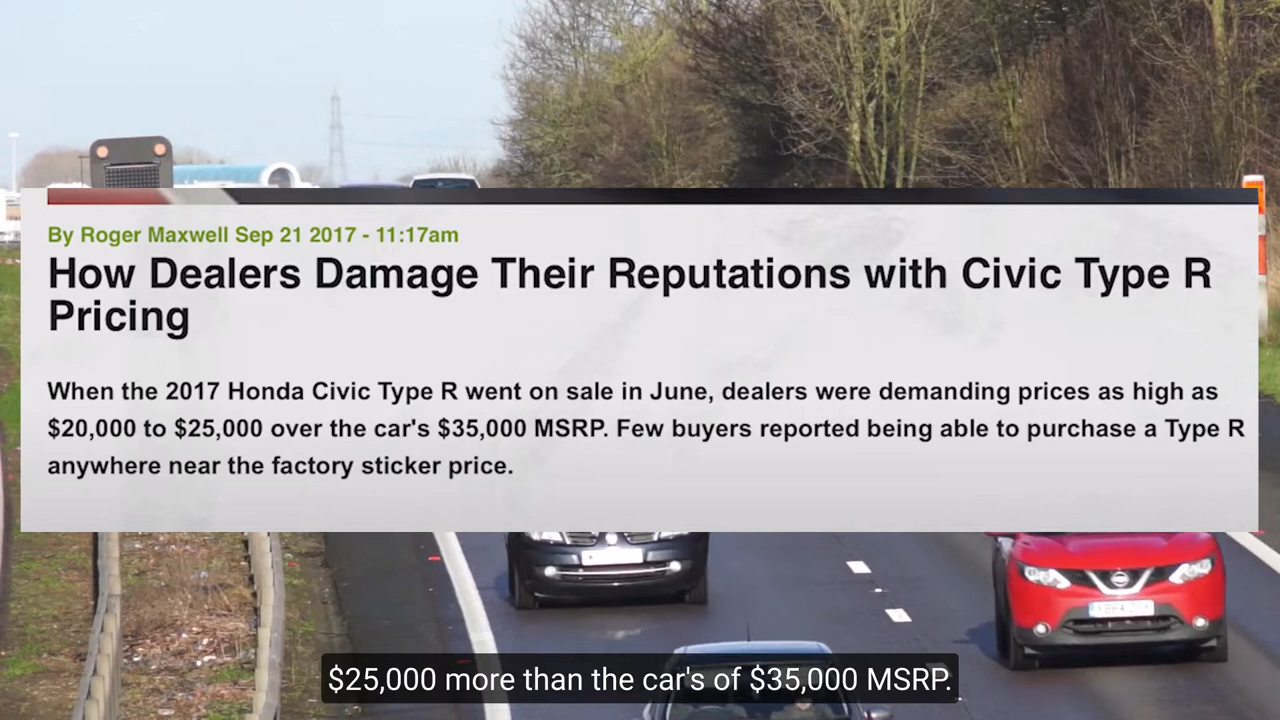 By Roger Maxwell Sep 21 2017 - 11:17am
How Dealers Damage Their Reputations with Civic Type R
Pricing
When the 2017 Honda Civic Type R went on sale in June, dealers were demanding prices as high as
$20,000 to $25,000 over the car's $35,000 MSRP. Few buyers reported being able to purchase a Type R
anywhere near the factory sticker price.
$25,000 more than the car's of $35,000 MSRP.